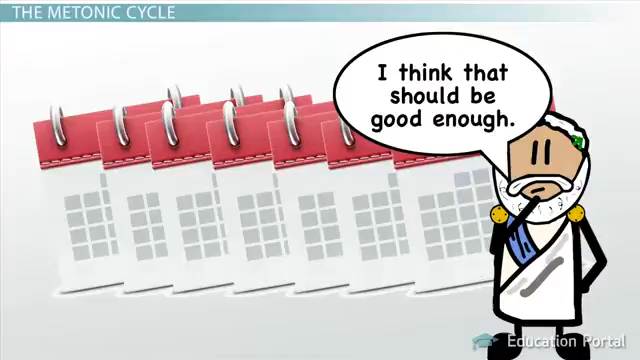 THE METONIC CYCLE
I think that
should be
good enough.
Education Portal